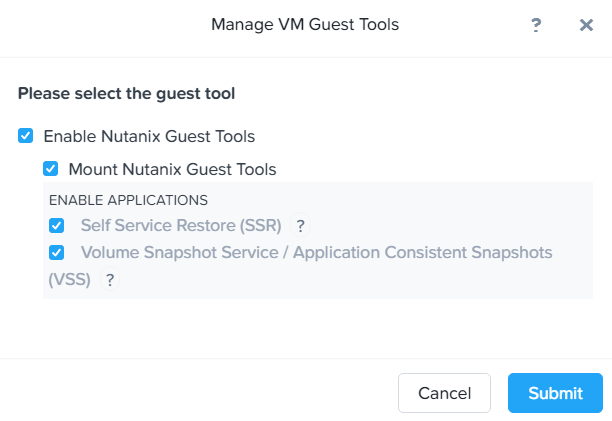 Manage VM Guest Tools ? ×
Please select the guest tool
Enable Nutanix Guest Tools
Mount Nutanix Guest Tools
ENABLE APPLICATIONS
Self Service Restore (SSR) ?
Volume Snapshot Service / Application Consistent Snapshots
(VSS) ?
Cancel Submit